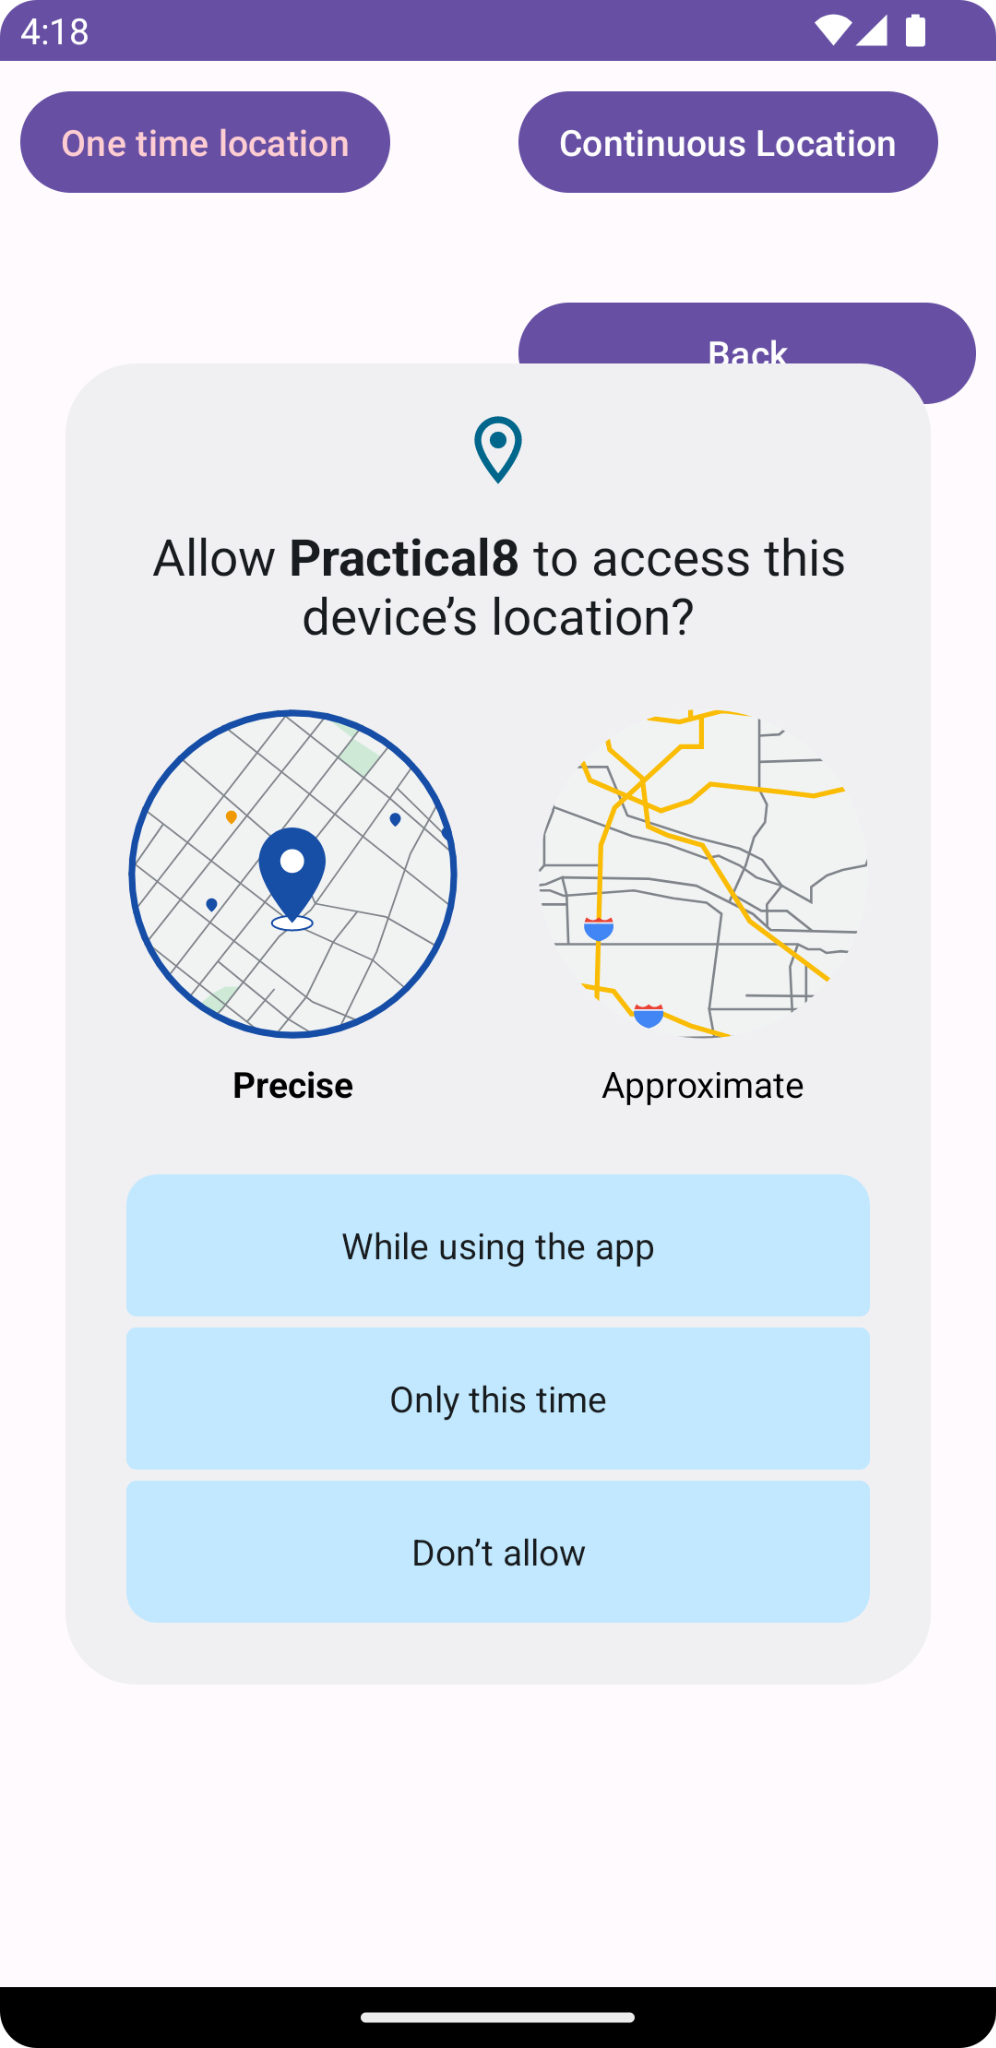 4:18
One time location
Continuous Location
Back
Allow Practical8 to access this
device’s location?
Precise
Approximate
While using the app
Only this time
Don’t allow